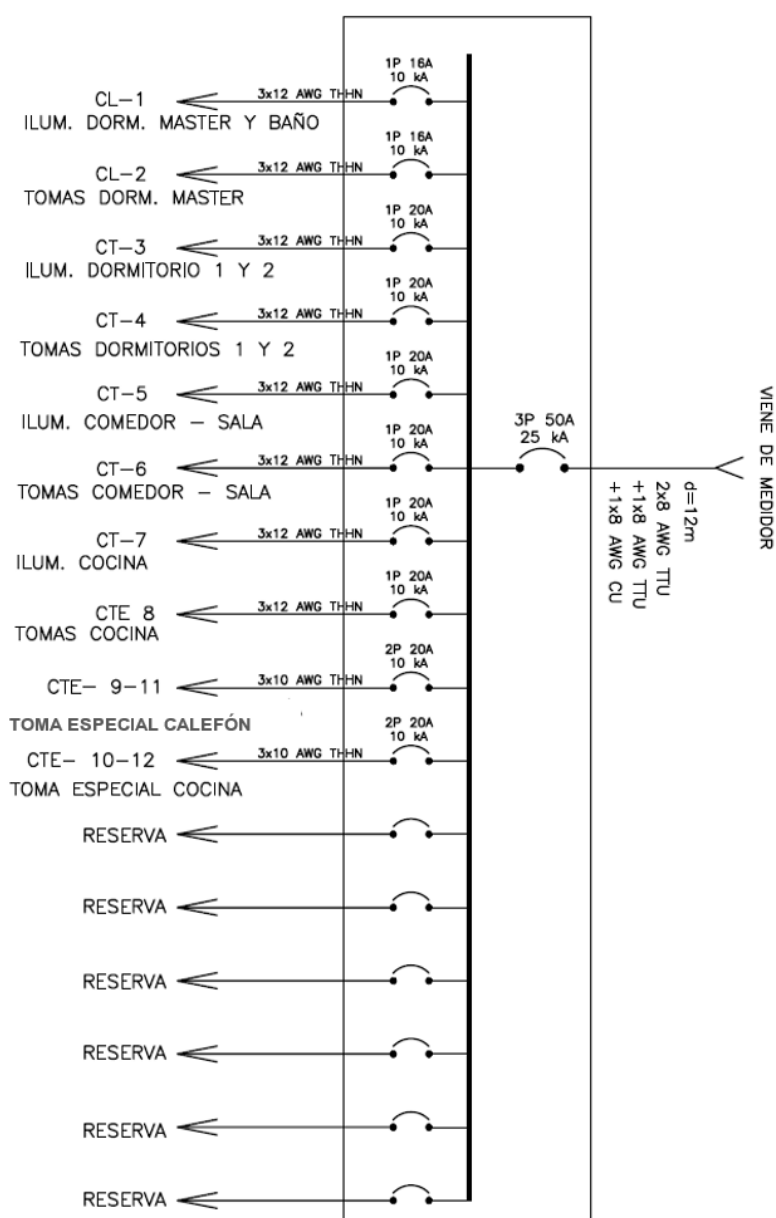 1P 16A
10 kA
CL-1
3x12 AWG THHN
ILUM. DORM. MASTER Y BAÑO
1P 16A
10 kA
CL-2
3x12 AWG THHN
TOMAS DORM. MASTER
1P 20A
10 kA
CT-3
3x12 AWG THHN
ILUM. DORMITORIO 1 Y 2
1P 20A
10 kA
CT-4
3x12 AWG THHN
TOMAS DORMITORIOS 1 Y 2
1P 20A
10 kA
CT-5
3x12 AWG THHN
ILUM. COMEDOR - SALA
1P 20A
10 kA
CT-6
3x12 AWG THHN
TOMAS COMEDOR - SALA
1P 20A
10 kA
CT-7
3x12 AWG THHN
ILUM. COCINA
1P 20A
10 kA
CTE 8
3x12 AWG THHN
TOMAS COCINA
2P 20A
10 kA
CTE- 9-11
3x10 AWG THHN
TOMA ESPECIAL CALEFÓN
2P 20A
10 kA
CTE- 10-12
3x10 AWG THHN
TOMA ESPECIAL COCINA
RESERVA
RESERVA
RESERVA
RESERVA
RESERVA
RESERVA
3P 50A
25 kA
VIENE DE MEDIDOR
d=12m
2x8 AWG TTU
+1x8 AWG TTU
+1x8 AWG CU